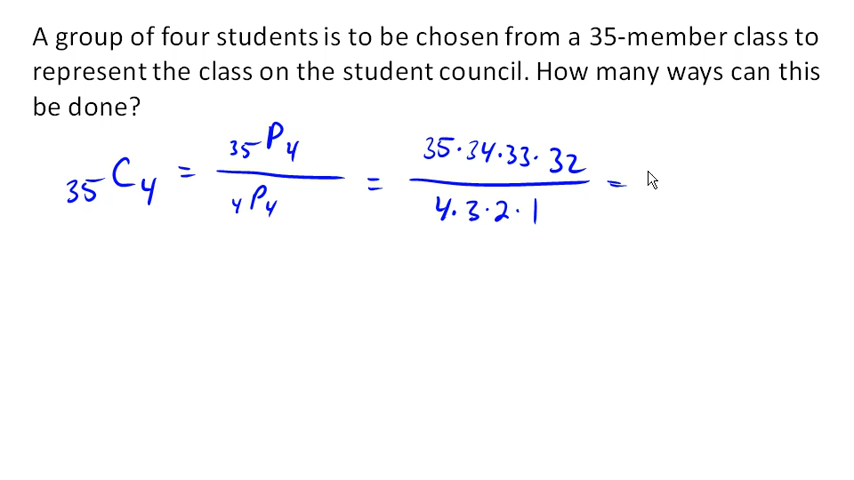 A group of four students is to be chosen from a 35-member class to
represent the class on the student council. How many ways can this
be done?
₃₅C₄ = ₃₅P₄ / ₄P₄ = 35·34·33·32 / 4·3·2·1 =